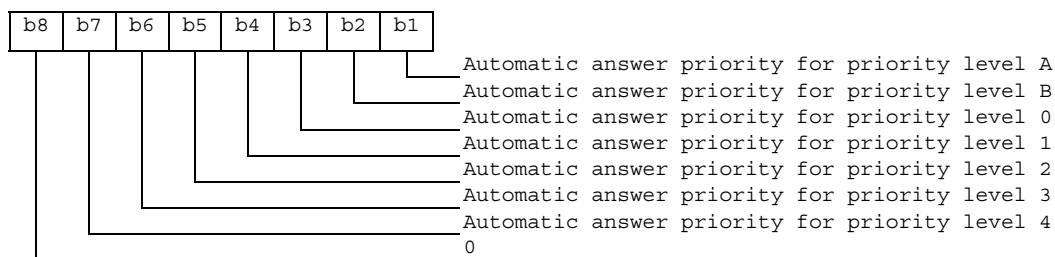 b8 b7 b6 b5 b4 b3 b2 b1
Automatic answer priority for priority level A
Automatic answer priority for priority level B
Automatic answer priority for priority level 0
Automatic answer priority for priority level 1
Automatic answer priority for priority level 2
Automatic answer priority for priority level 3
Automatic answer priority for priority level 4
0